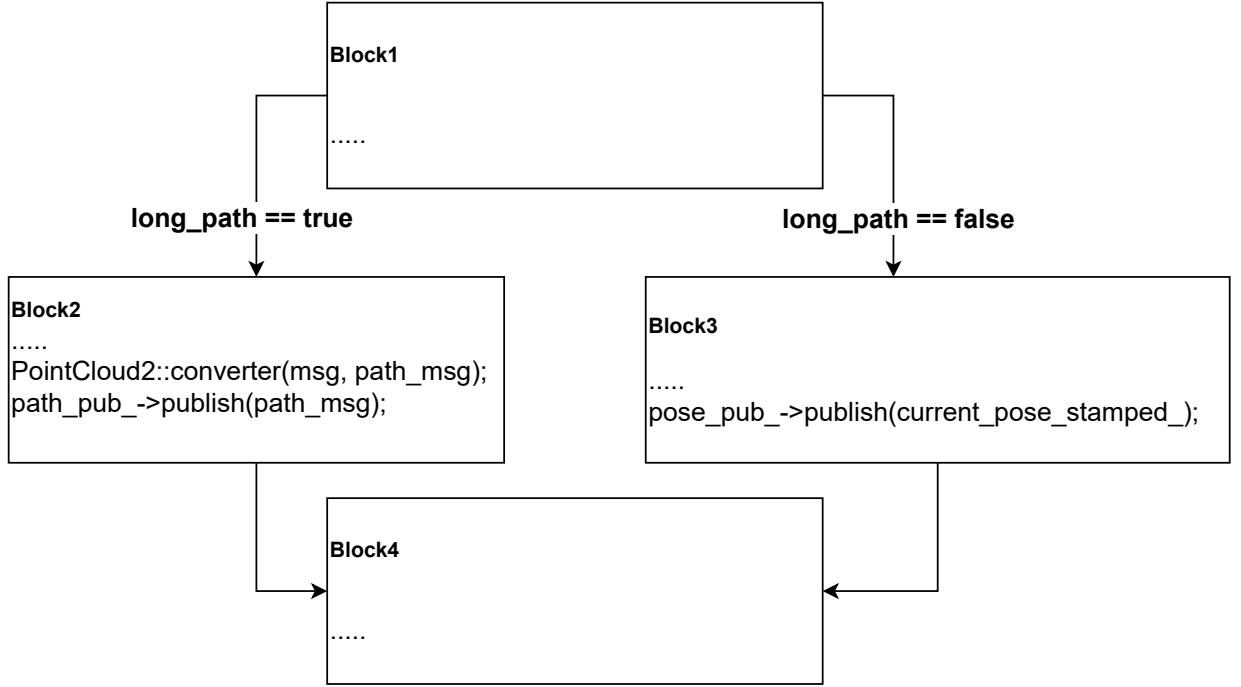 Block1
.....
long_path == true
long_path == false
Block2
.....
PointCloud2::converter(msg, path_msg);
path_pub_->publish(path_msg);
Block3
.....
pose_pub_->publish(current_pose_stamped_);
Block4
.....